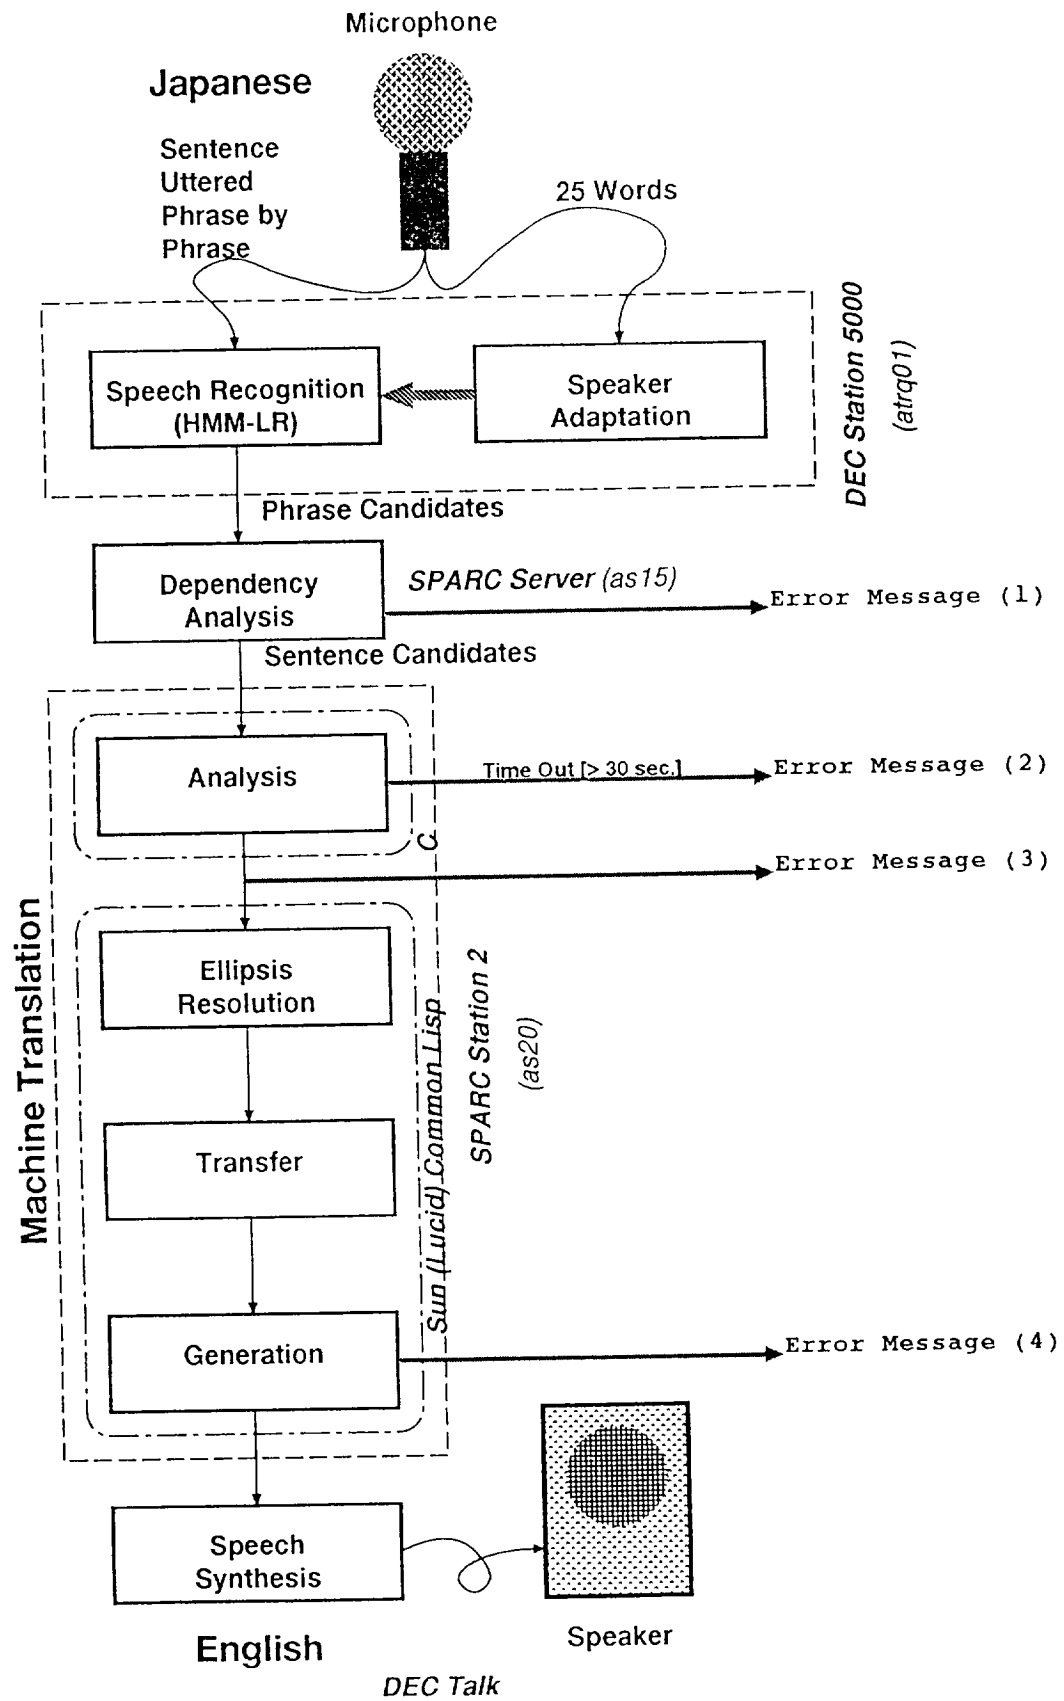 Microphone
Japanese
Sentence
Uttered
Phrase by
Phrase
25 Words
DEC Station 5000
(atrq01)
Speech Recognition
(HMM-LR)
Speaker
Adaptation
Phrase Candidates
Dependency
Analysis
SPARC Server (as15)
Error Message (1)
Sentence Candidates
Machine Translation
Analysis
Time Out [> 30 sec.]
Error Message (2)
C
Error Message (3)
Ellipsis
Resolution
Sun (Lucid) Common Lisp
SPARC Station 2
(as20)
Transfer
Generation
Error Message (4)
Speech
Synthesis
Speaker
English
DEC Talk